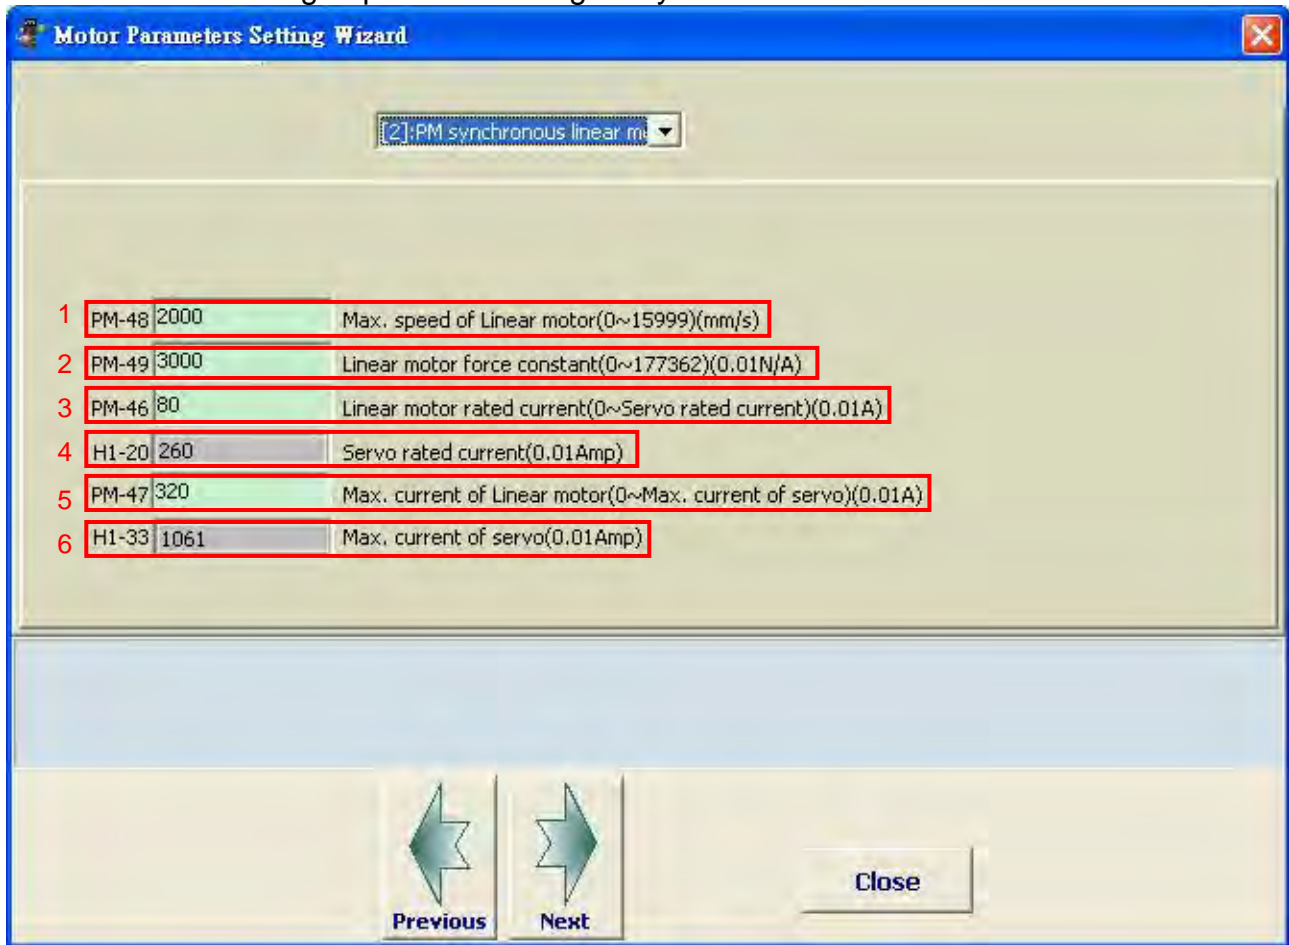 Motor Parameters Setting Wizard
[2]:PM synchronous linear
1 PM-48 2000 Max. speed of Linear motor(0~15999)(mm/s)
2 PM-49 3000 Linear motor force constant(0~177362)(0.01N/A)
3 PM-46 80 Linear motor rated current(0~Servo rated current)(0.01A)
4 H1-20 260 Servo rated current(0.01Amp)
5 PM-47 320 Max. current of Linear motor(0~Max. current of servo)(0.01A)
6 H1-33 1061 Max. current of servo(0.01Amp)
Previous Next Close